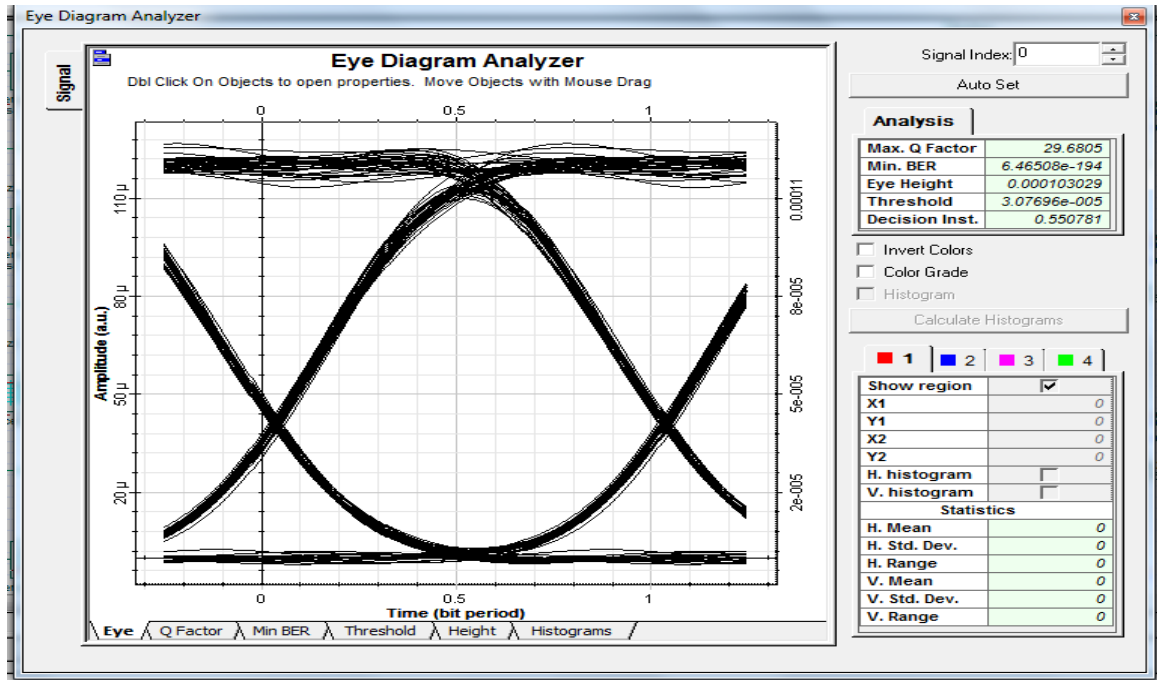 Eye Diagram Analyzer
Signal
Eye Diagram Analyzer
Dbl Click On Objects to open properties.  Move Objects with Mouse Drag
0 0.5 1
110 µ
80 µ
50 µ
20 µ
Amplitude (a.u.)
0.00011
8e-005
5e-005
2e-005
0 0.5 1
Time (bit period)
Eye Q Factor Min BER Threshold Height Histograms
Signal Index: 0
Auto Set
Analysis
Max. Q Factor 29.6805
Min. BER 6.46508e-194
Eye Height 0.000103029
Threshold 3.07696e-005
Decision Inst. 0.550781
Invert Colors
Color Grade
Histogram
Calculate Histograms
1 2 3 4
Show region
X1 0
Y1 0
X2 0
Y2 0
H. histogram
V. histogram
Statistics
H. Mean 0
H. Std. Dev. 0
H. Range 0
V. Mean 0
V. Std. Dev. 0
V. Range 0